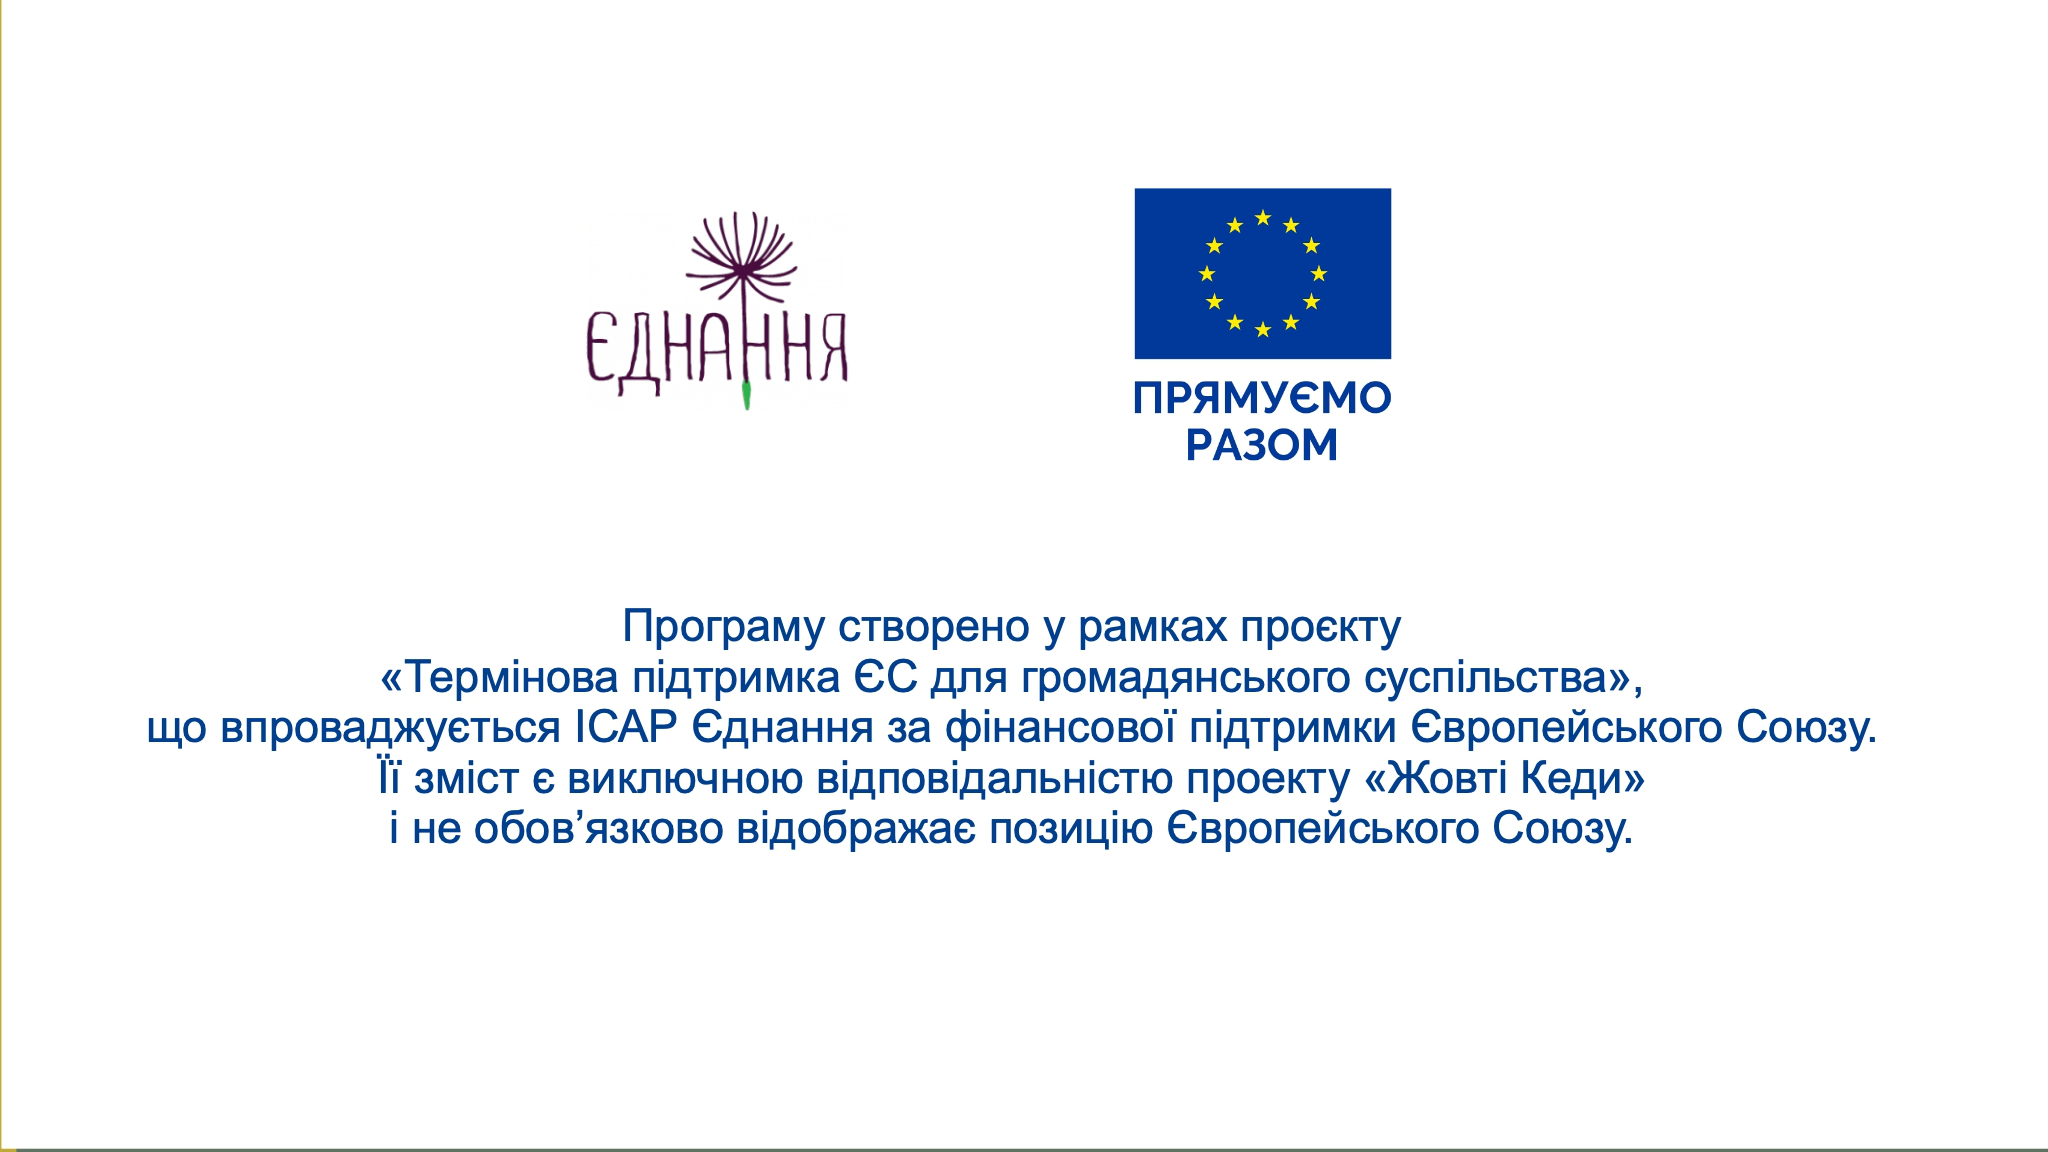 ЄДНАННЯ
ПРЯМУЄМО
РАЗОМ
Програму створено у рамках проєкту
«Термінова підтримка ЄС для громадянського суспільства»,
що впроваджується ІСАР Єднання за фінансової підтримки Європейського Союзу.
Її зміст є виключною відповідальністю проекту «Жовті Кеди»
і не обов’язково відображає позицію Європейського Союзу.